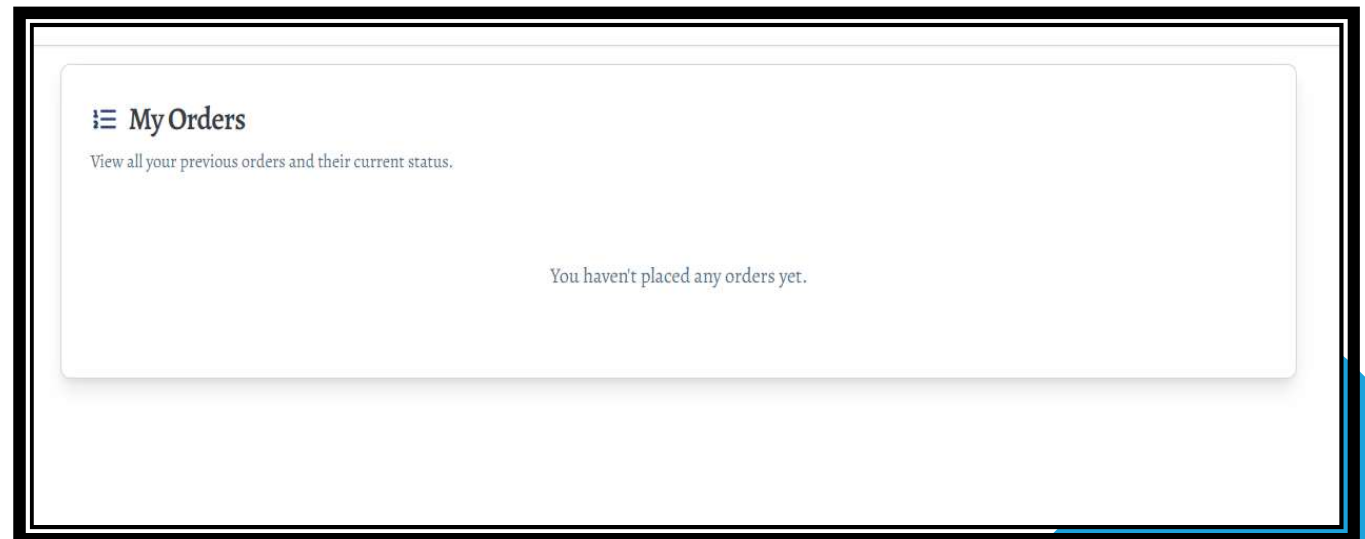 My Orders
View all your previous orders and their current status.
You haven't placed any orders yet.